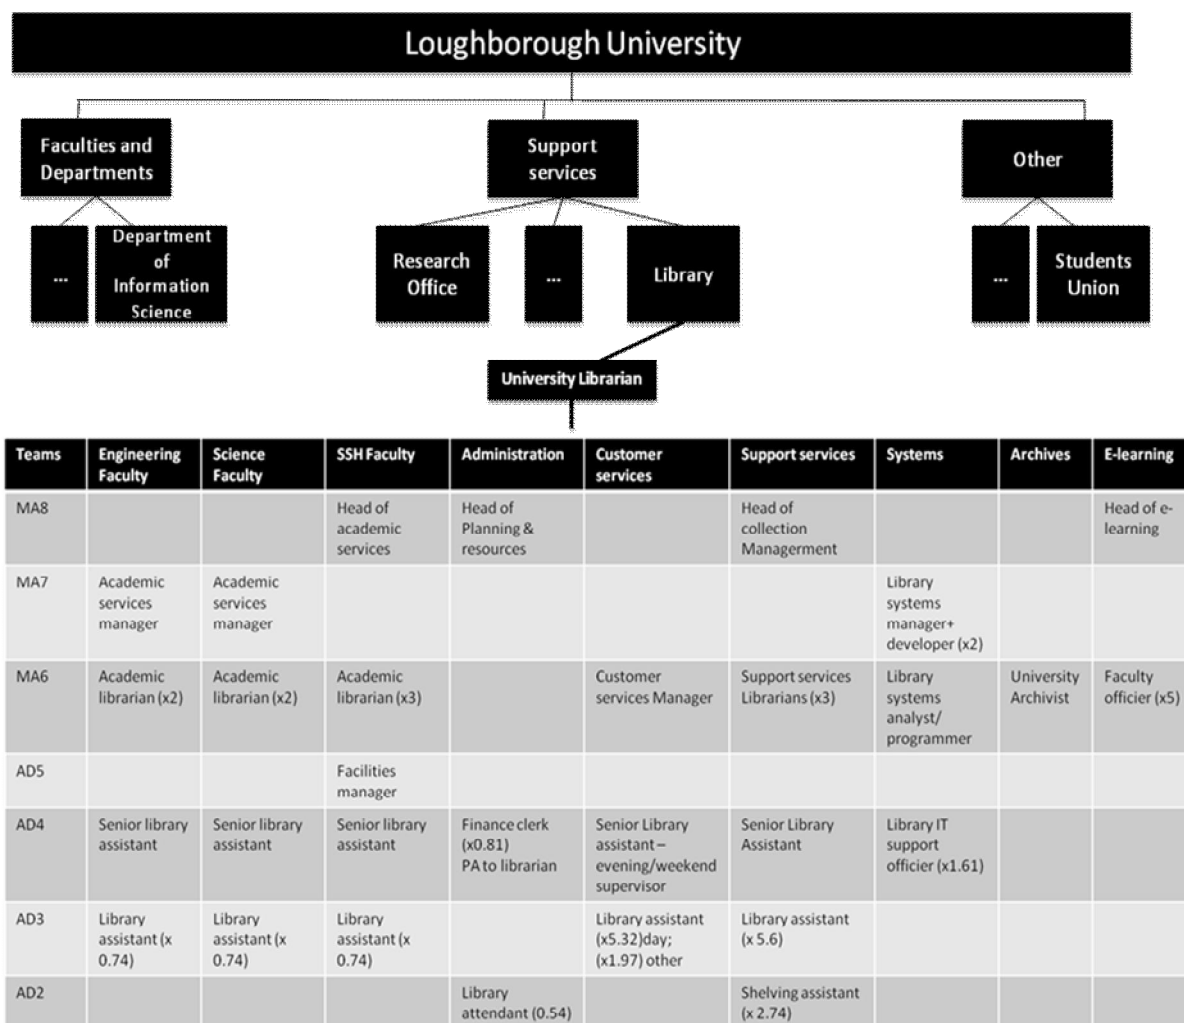 Loughborough University
Faculties and
Departments
Support
services
Other
...
Department
of
Information
Science
Research
Office
...
Library
...
Students
Union
University Librarian
Teams
Engineering
Faculty
Science
Faculty
SSH Faculty
Administration
Customer
services
Support services
Systems
Archives
E-learning
MA8
Head of
academic
services
Head of
Planning &
resources
Head of
collection
Managerment
Head of e-
learning
MA7
Academic
services
manager
Academic
services
manager
Library
systems
manager+
developer (x2)
MA6
Academic
librarian (x2)
Academic
librarian (x2)
Academic
librarian (x3)
Customer
services Manager
Support services
Librarians (x3)
Library
systems
analyst/
programmer
University
Archivist
Faculty
officier (x5)
AD5
Facilities
manager
AD4
Senior library
assistant
Senior library
assistant
Senior library
assistant
Finance clerk
(x0.81)
PA to librarian
Senior Library
assistant –
evening/weekend
supervisor
Senior Library
Assistant
Library IT
support
officier (x1.61)
AD3
Library
assistant (x
0.74)
Library
assistant (x
0.74)
Library
assistant (x
0.74)
Library assistant
(x5.32)day;
(x1.97) other
Library assistant
(x 5.6)
AD2
Library
attendant (0.54)
Shelving assistant
(x 2.74)